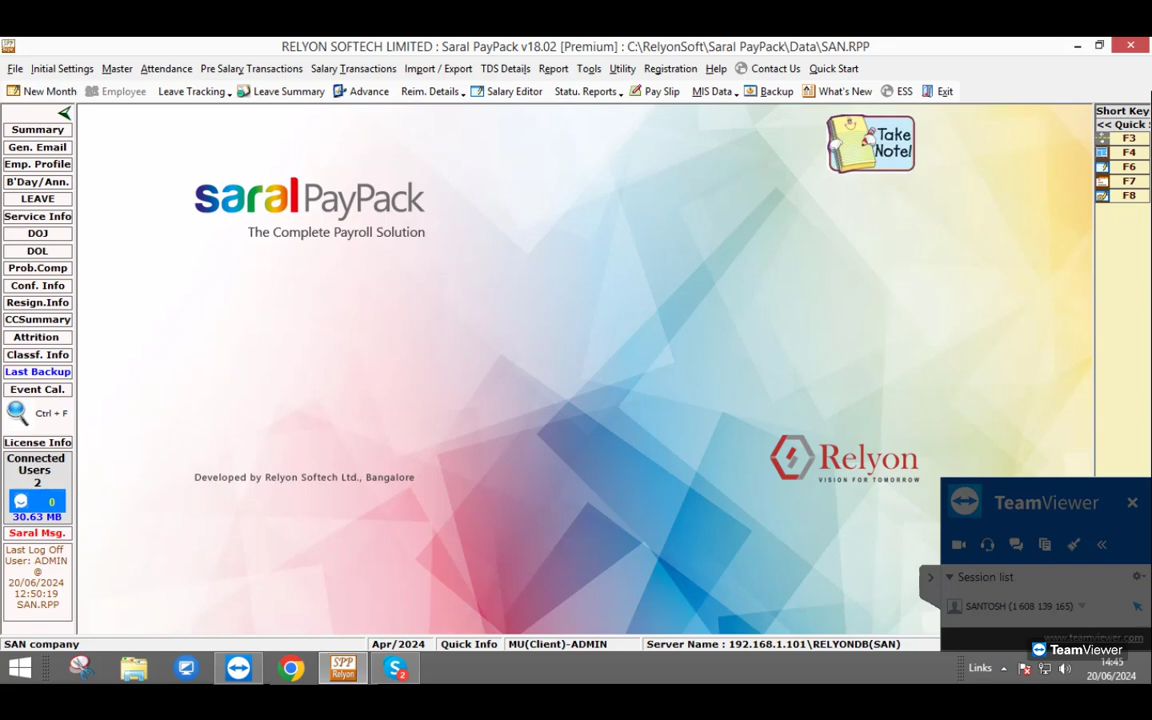 RELYON SOFTECH LIMITED : Saral PayPack v18.02 [Premium] : C:\RelyonSoft\Saral PayPack\Data\SAN.RPP
File Initial Settings Master Attendance Pre Salary Transactions Salary Transactions Import / Export TDS Details Report Tools Utility Registration Help Contact Us Quick Start
New Month Employee Leave Tracking Leave Summary Advance Reim. Details Salary Editor Statu. Reports Pay Slip MIS Data Backup What's New ESS Exit
Short Key
<< Quick
F3
F4
F6
F7
F8
Summary
Gen. Email
Emp. Profile
B'Day/Ann.
LEAVE
Service Info
DOJ
DOL
Prob.Comp
Conf. Info
Resign.Info
CCSummary
Attrition
Classf. Info
Last Backup
Event Cal.
Ctrl + F
License Info
Connected
Users
2
0
30.63 MB
Saral Msg.
Last Log Off
User: ADMIN
@
20/06/2024
12:50:19
SAN.RPP
Take
Note!
saral PayPack
The Complete Payroll Solution
Developed by Relyon Softech Ltd., Bangalore
Relyon
VISION FOR TOMORROW
TeamViewer
Session list
SANTOSH (1 608 139 165)
www.teamviewer.com
TeamViewer
SAN company Apr/2024 Quick Info MU(Client)-ADMIN Server Name : 192.168.1.101\RELYONDB(SAN)
SPP
Relyon
2
Links
14:45
20/06/2024